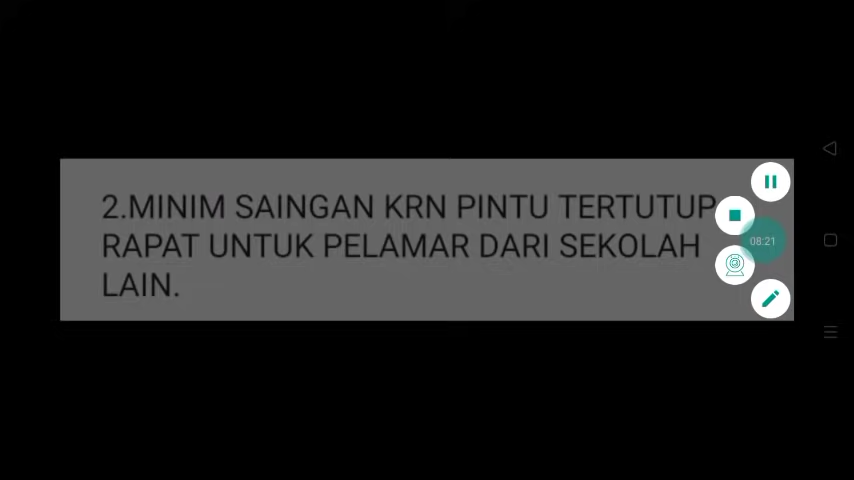 2.MINIM SAINGAN KRN PINTU TERTUTUP
RAPAT UNTUK PELAMAR DARI SEKOLAH
LAIN.
08:21